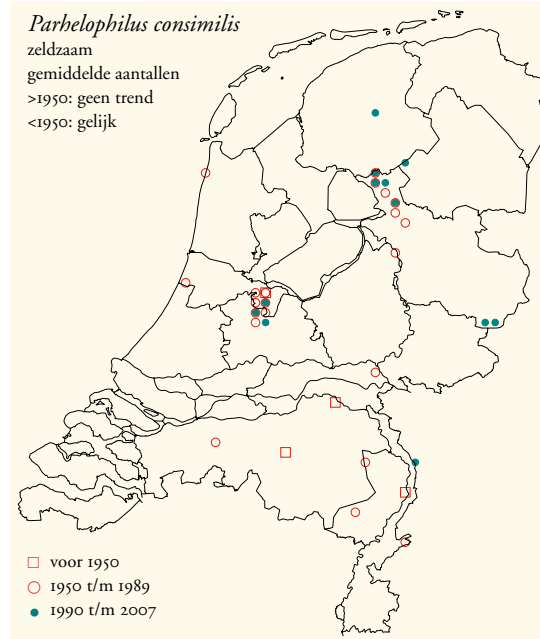 Parhelophilus consimilis
zeldzaam
gemiddelde aantallen
>1950: geen trend
<1950: gelijk
voor 1950
1950 t/m 1989
1990 t/m 2007